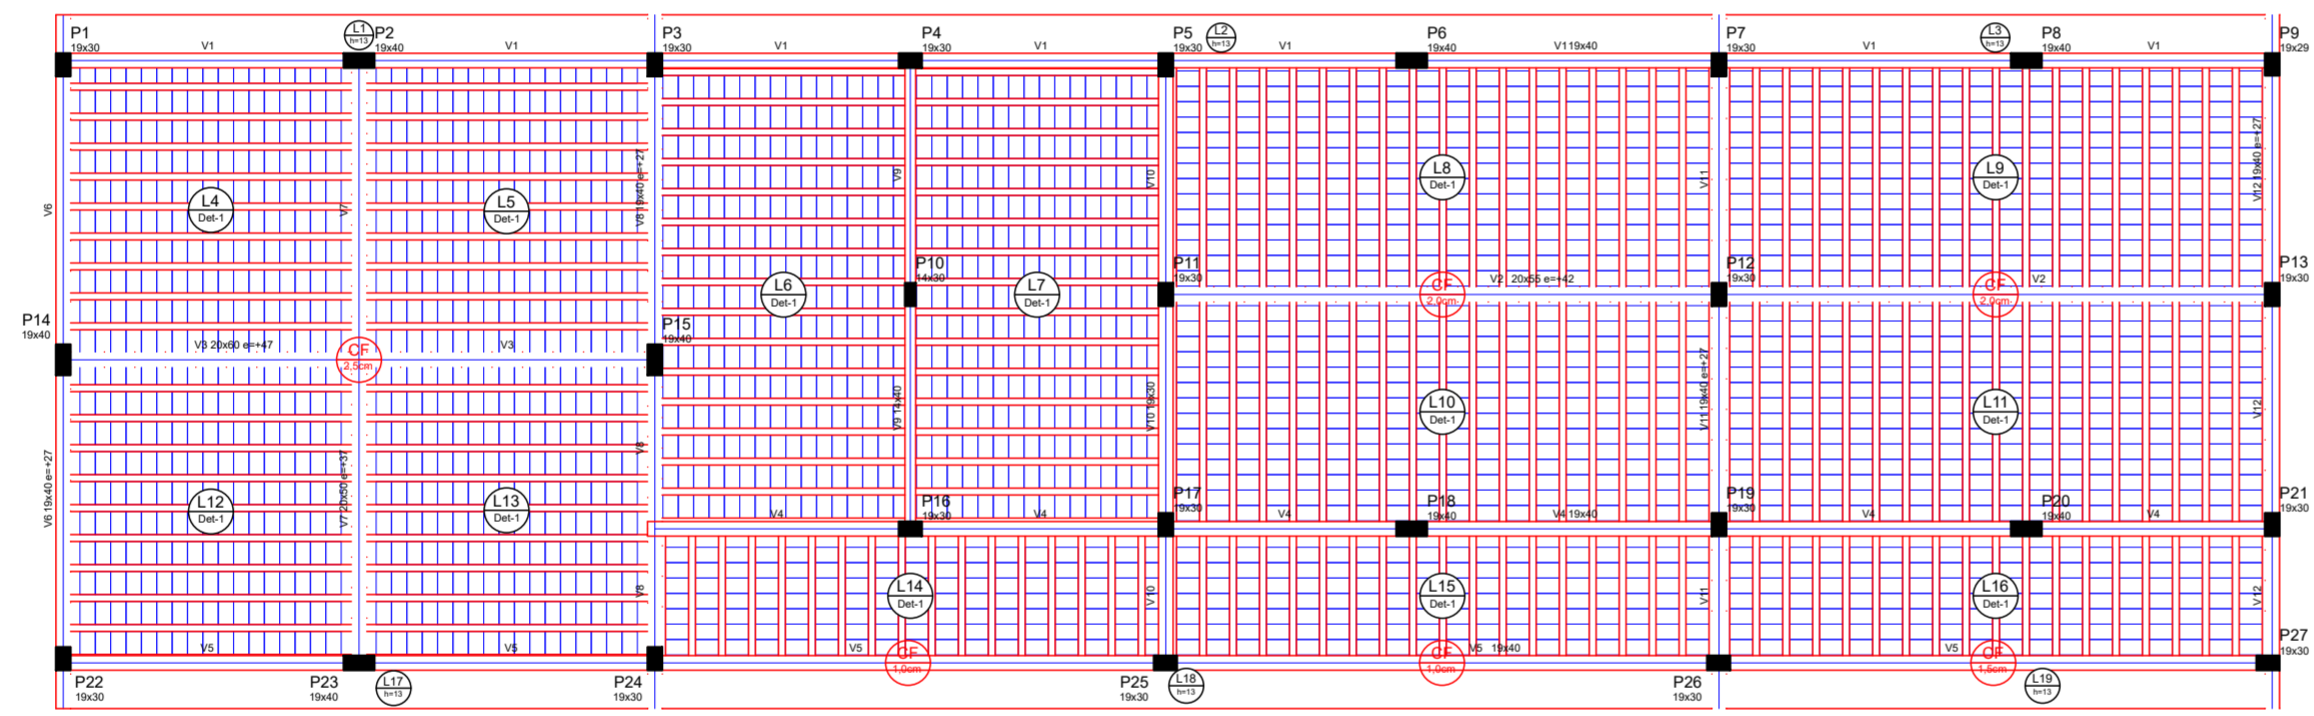 P1
19x30
V1
L1
h=13
P2
19x40
V1
P3
19x30
V1
P4
19x30
V1
P5
19x30
L2
h=13
V1
P6
19x40
V1 19x40
P7
19x30
V1
L3
h=13
P8
19x40
V1
P9
19x29
V6
L4
Det-1
V7
L5
Det-1
V8 19x40 e=+27
V9
V10
L8
Det-1
V11
L9
Det-1
V12 19x40 e=+27
P10
14x30
L6
Det-1
L7
Det-1
P11
19x30
CF
2,0cm
V2 20x55 e=+42
P12
19x30
CF
2,0cm
V2
P13
19x30
P14
19x40
V3 20x60 e=+47
CF
2,5cm
V3
P15
19x40
V9 14x40
V10 19x30
L10
Det-1
V11 19x40 e=+27
L11
Det-1
V12
V6 19x40 e=+27
L12
Det-1
V7 20x50 e=+37
L13
Det-1
V8
V4
P16
19x30
V4
P17
19x30
V4
P18
19x40
V4 19x40
P19
19x30
V4
P20
19x40
V4
P21
19x30
V8
L14
Det-1
V10
L15
Det-1
V11
L16
Det-1
V12
V5
V5
V5
CF
1,0cm
CF
1,0cm
V5 19x40
V5
CF
1,5cm
P27
19x30
P22
19x30
P23
19x40
L17
h=13
P24
19x30
P25
19x30
L18
h=13
P26
19x30
L19
h=13